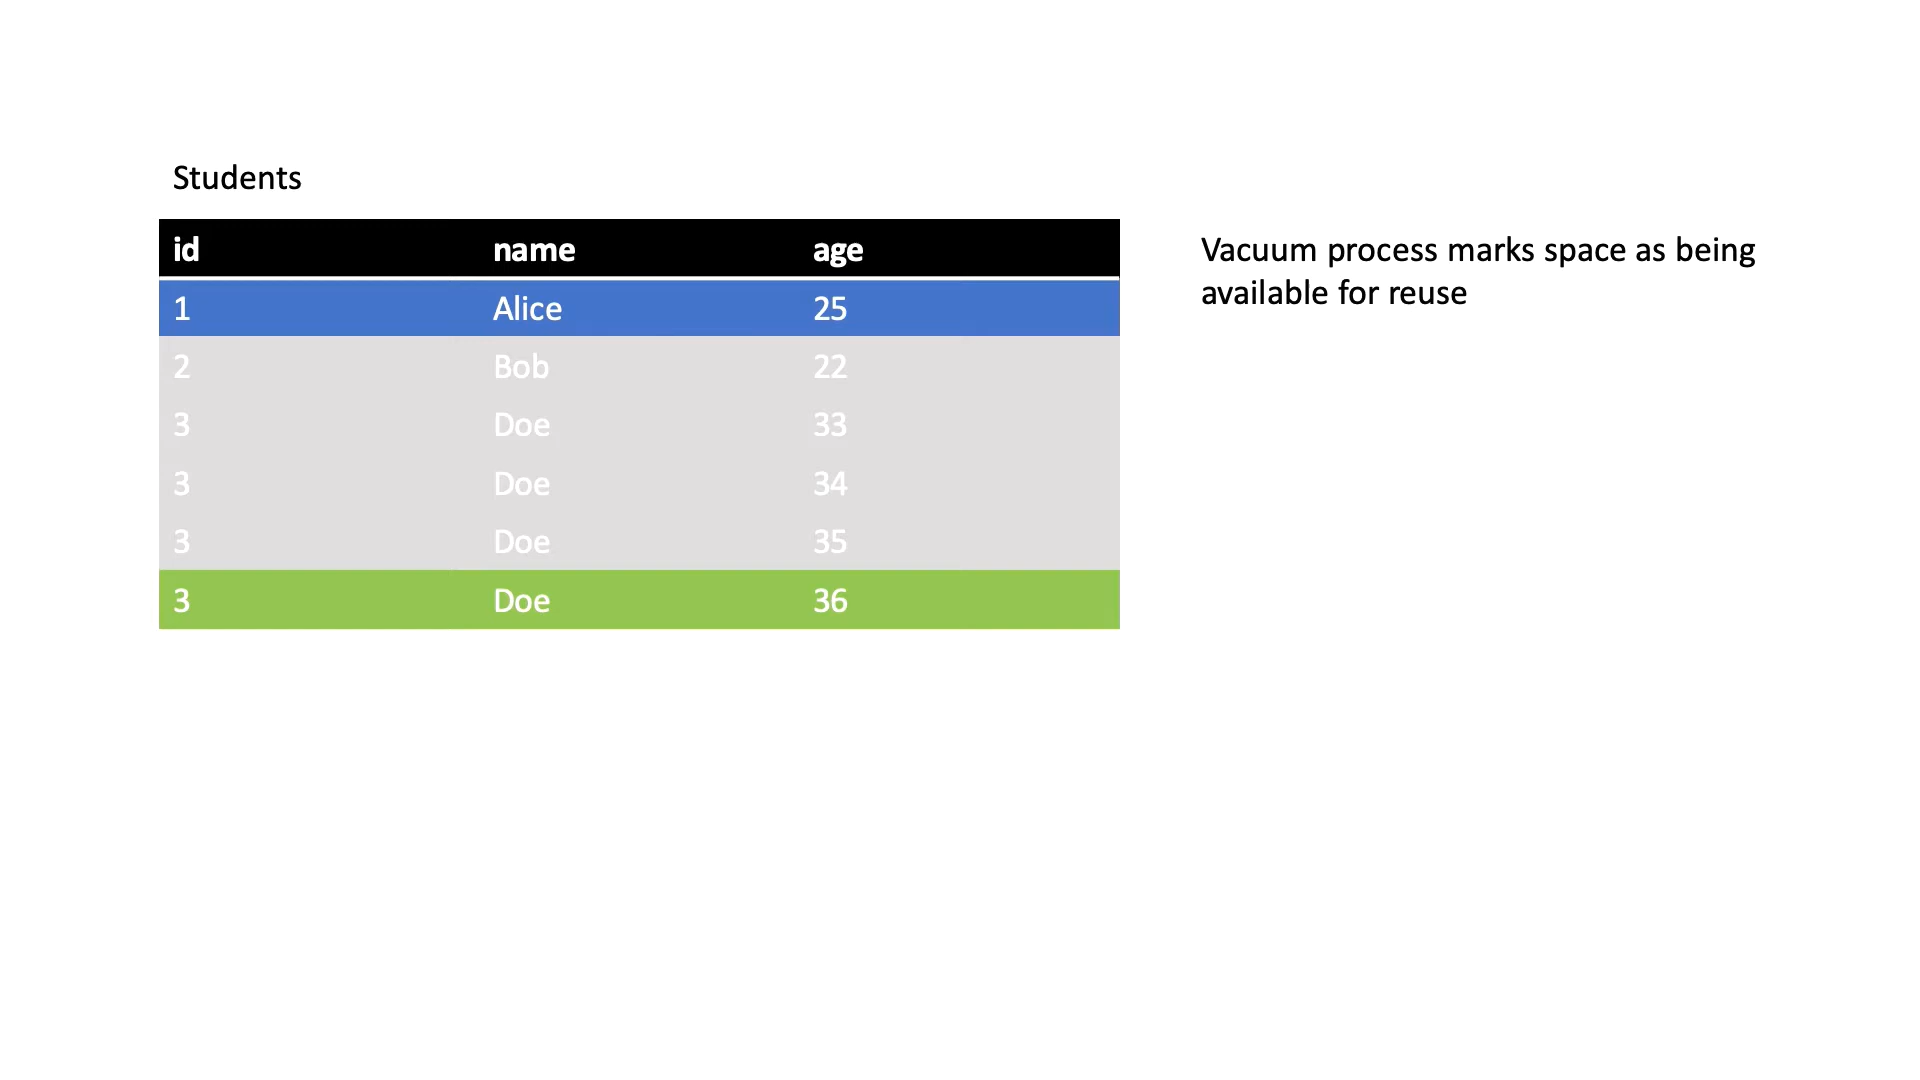 Students
id name age
1 Alice 25
2 Bob 22
3 Doe 33
3 Doe 34
3 Doe 35
3 Doe 36
Vacuum process marks space as being
available for reuse